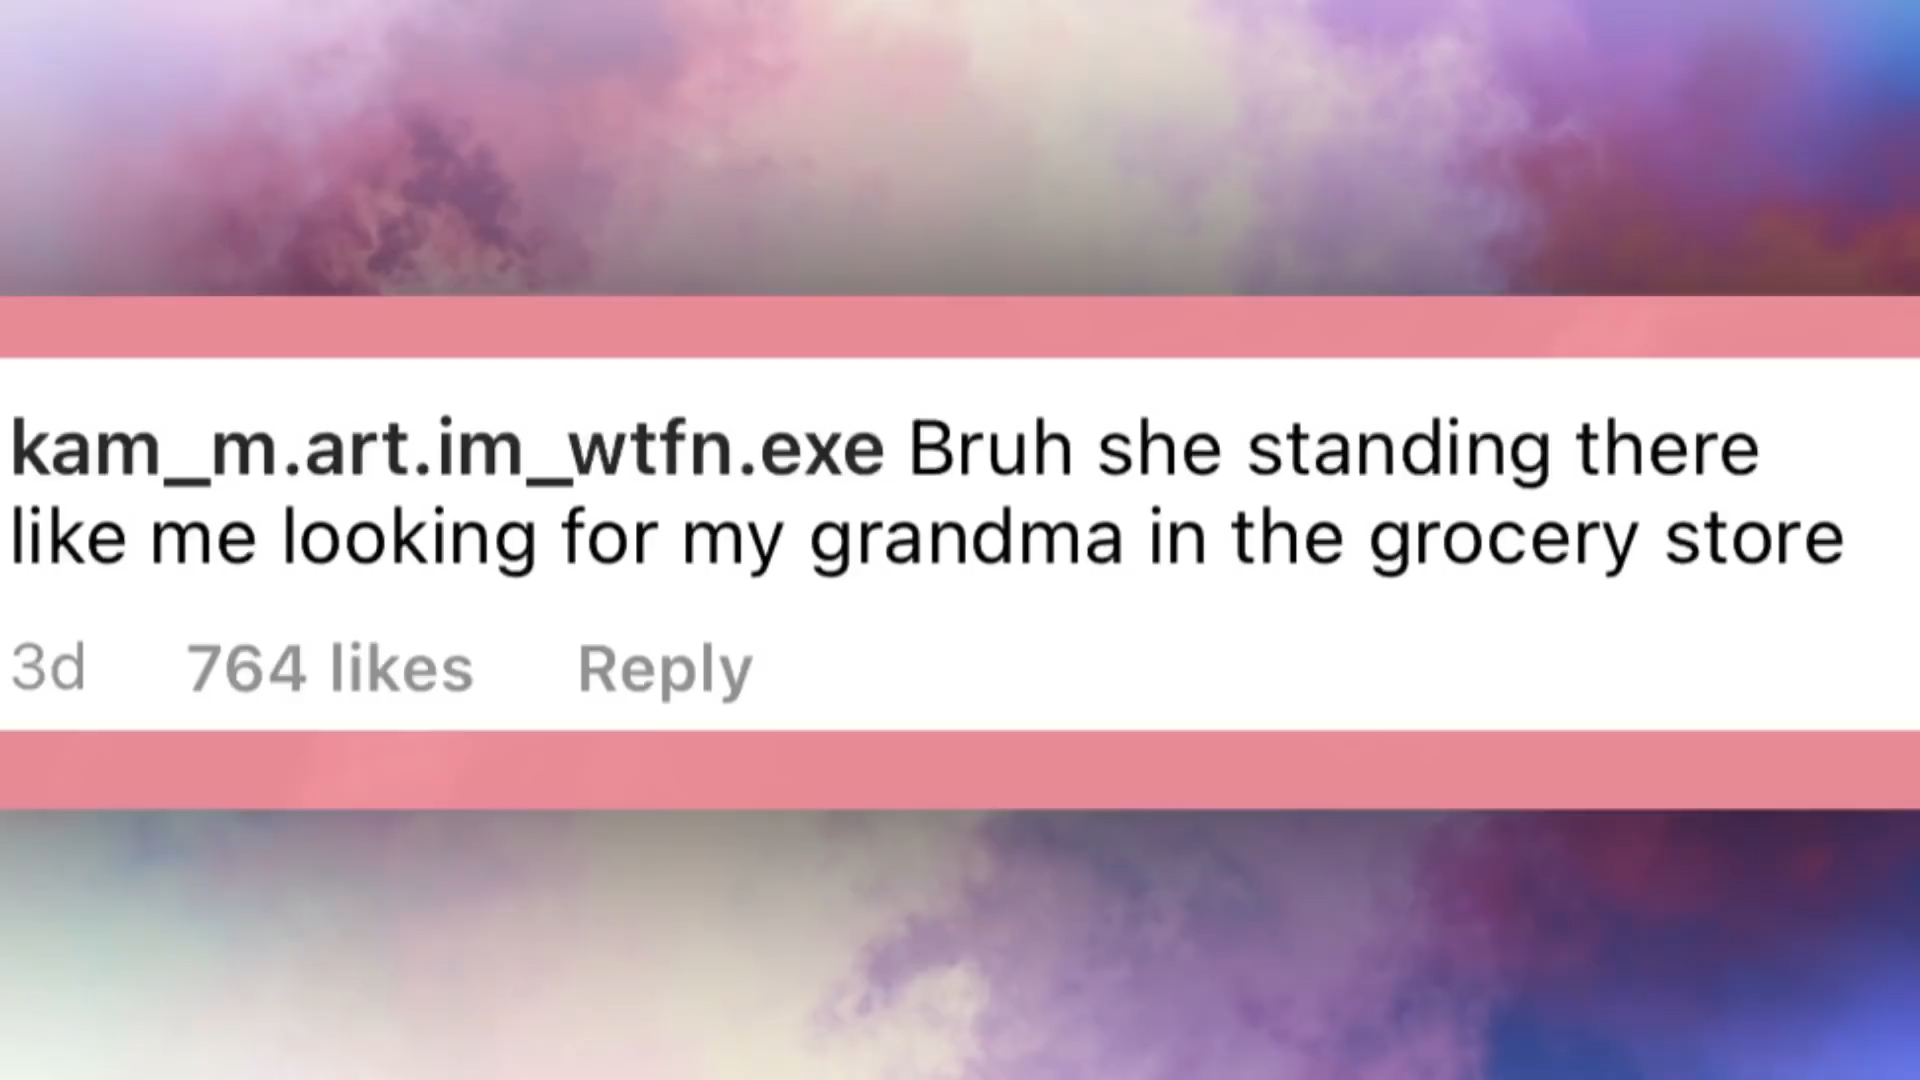 kam_m.art.im_wtfn.exe Bruh she standing there
like me looking for my grandma in the grocery store
3d 764 likes Reply